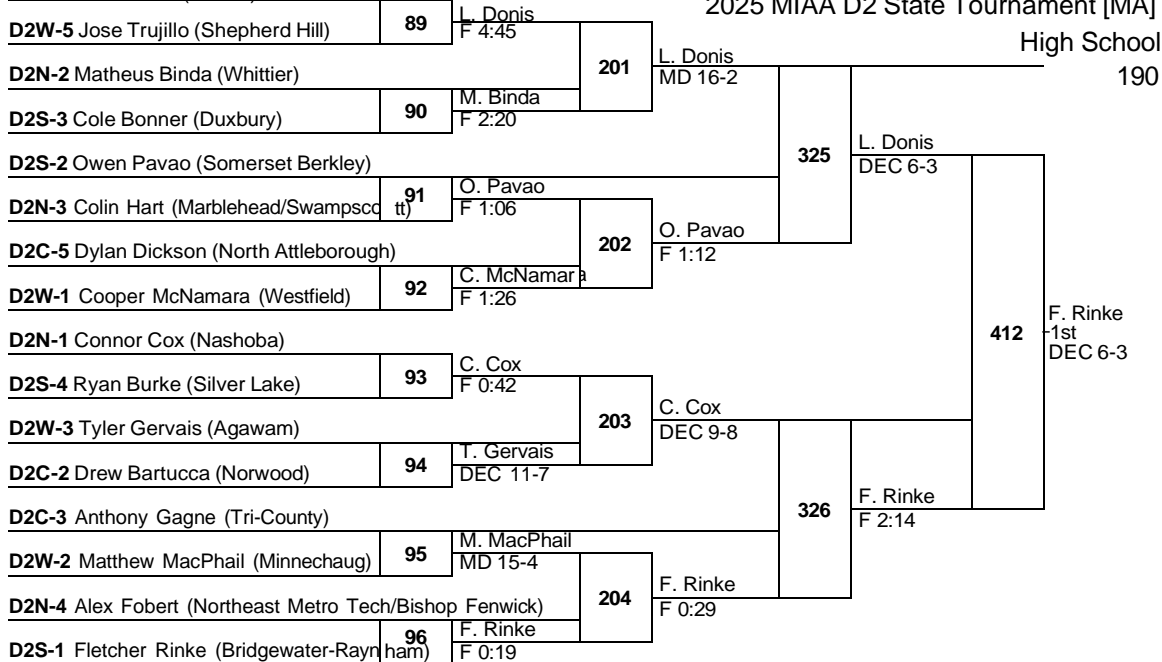 2025 MIAA D2 State Tournament [MA]
High School
190
D2W-5 Jose Trujillo (Shepherd Hill)
89
L. Donis
F 4:45
D2N-2 Matheus Binda (Whittier)
201
L. Donis
MD 16-2
D2S-3 Cole Bonner (Duxbury)
90
M. Binda
F 2:20
D2S-2 Owen Pavao (Somerset Berkley)
325
L. Donis
DEC 6-3
D2N-3 Colin Hart (Marblehead/Swampscott)
91
O. Pavao
F 1:06
D2C-5 Dylan Dickson (North Attleborough)
202
O. Pavao
F 1:12
D2W-1 Cooper McNamara (Westfield)
92
C. McNamara
F 1:26
D2N-1 Connor Cox (Nashoba)
412
F. Rinke
1st
DEC 6-3
D2S-4 Ryan Burke (Silver Lake)
93
C. Cox
F 0:42
D2W-3 Tyler Gervais (Agawam)
203
C. Cox
DEC 9-8
D2C-2 Drew Bartucca (Norwood)
94
T. Gervais
DEC 11-7
D2C-3 Anthony Gagne (Tri-County)
326
F. Rinke
F 2:14
D2W-2 Matthew MacPhail (Minnechaug)
95
M. MacPhail
MD 15-4
D2N-4 Alex Fobert (Northeast Metro Tech/Bishop Fenwick)
204
F. Rinke
F 0:29
D2S-1 Fletcher Rinke (Bridgewater-Raynham)
96
F. Rinke
F 0:19